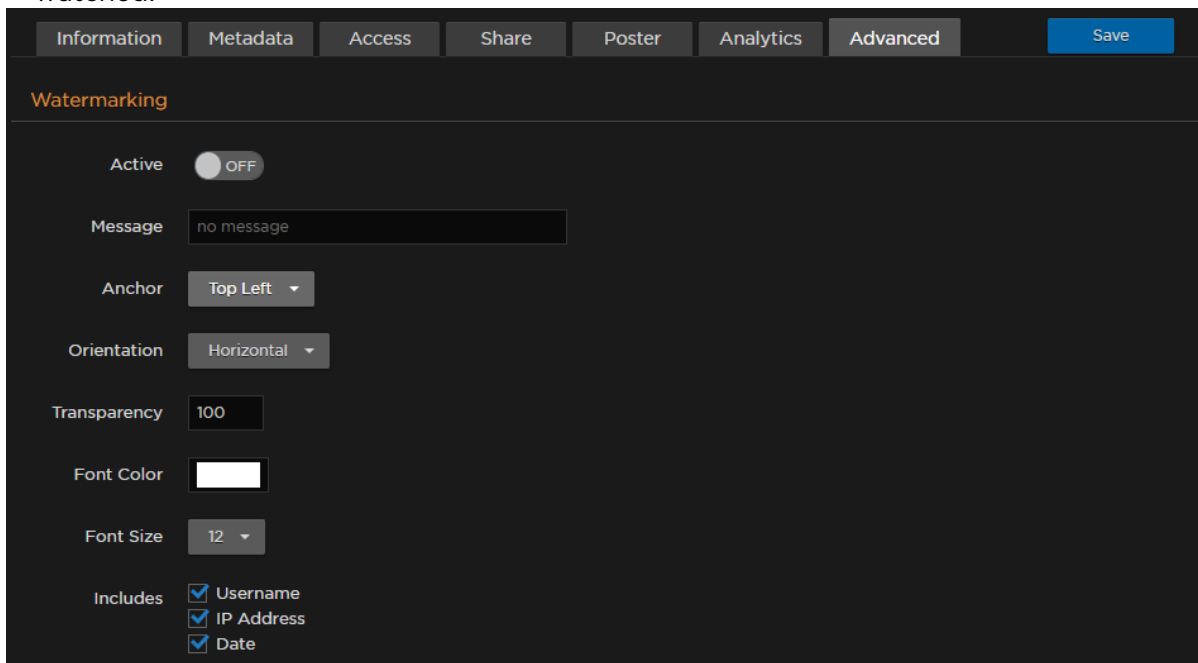 watched.
Information Metadata Access Share Poster Analytics Advanced Save
Watermarking
Active OFF
Message no message
Anchor Top Left
Orientation Horizontal
Transparency 100
Font Color
Font Size 12
Includes Username
IP Address
Date